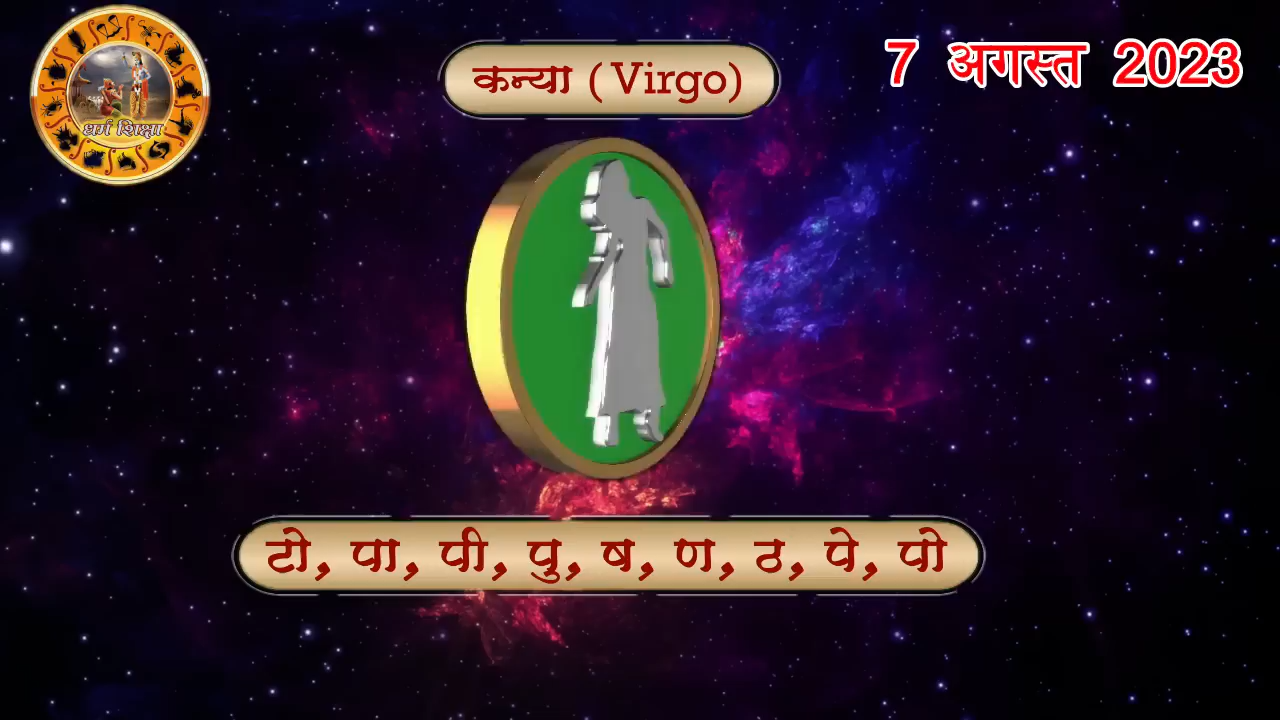 धर्म शिक्षा
कन्या (Virgo)
7 अगस्त 2023
टो, पा, पी, पु, ष, ण, ठ, पे, पो